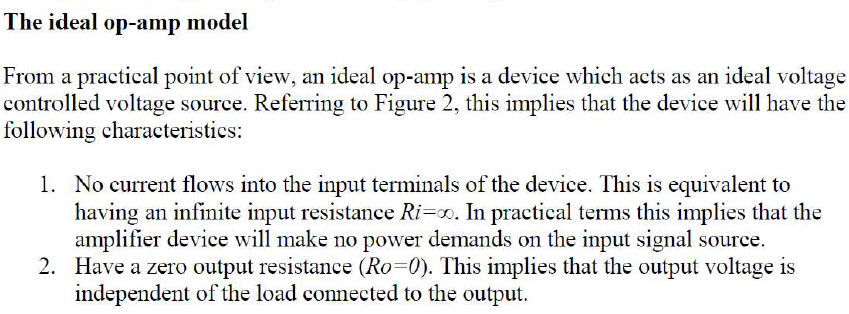 The ideal op-amp model
From a practical point of view, an ideal op-amp is a device which acts as an ideal voltage
controlled voltage source. Referring to Figure 2, this implies that the device will have the
following characteristics:
1. No current flows into the input terminals of the device. This is equivalent to
having an infinite input resistance Ri=∞. In practical terms this implies that the
amplifier device will make no power demands on the input signal source.
2. Have a zero output resistance (Ro=0). This implies that the output voltage is
independent of the load connected to the output.